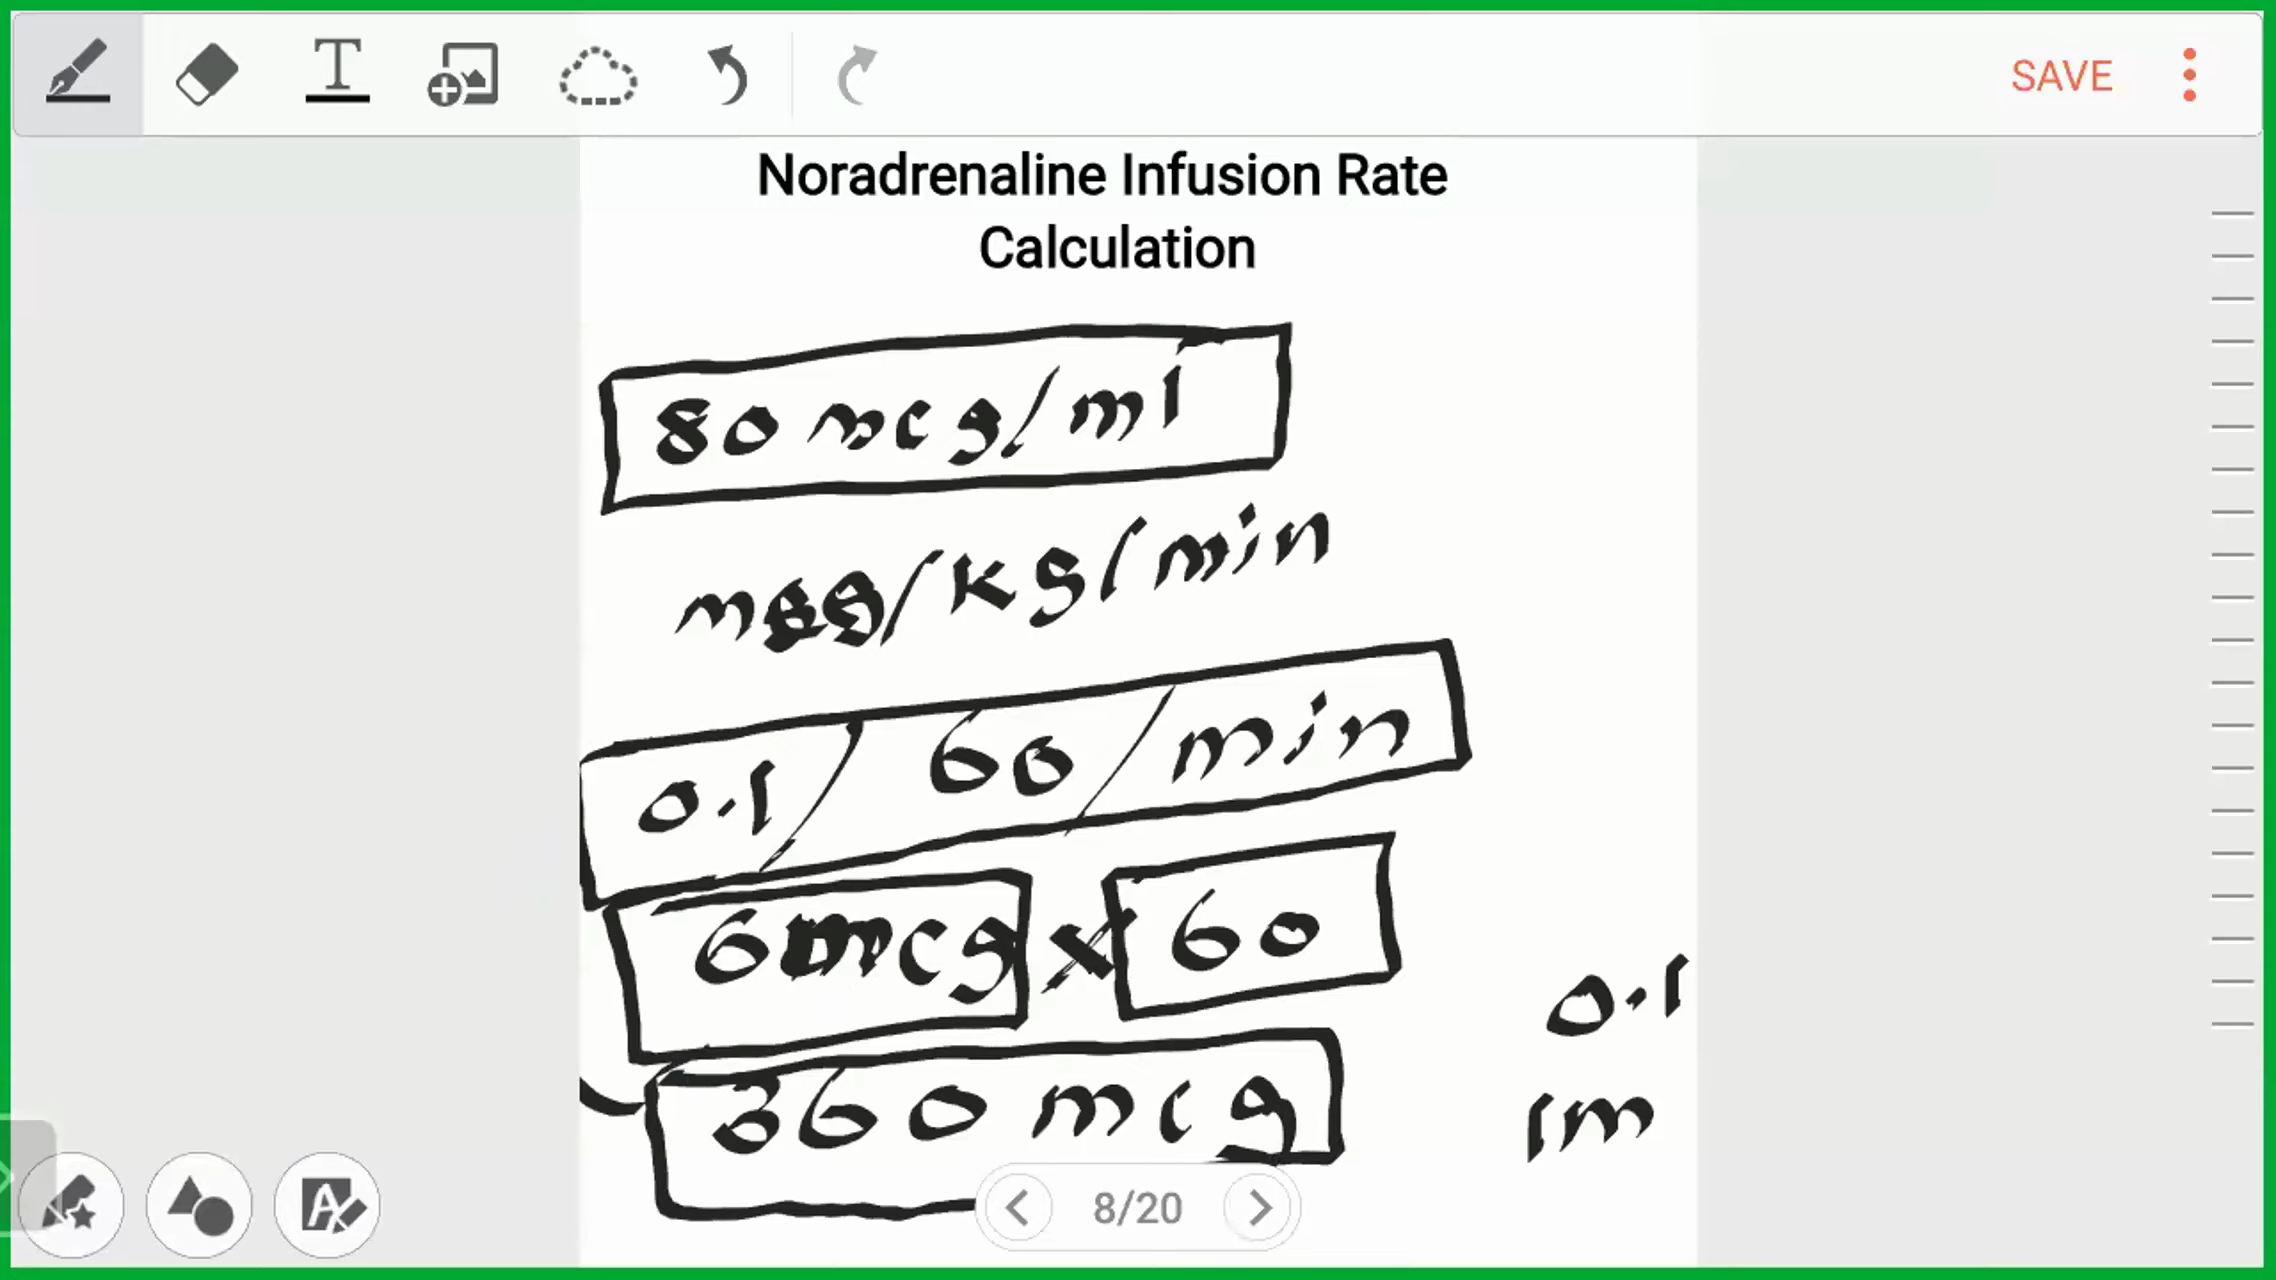 SAVE
Noradrenaline Infusion Rate
Calculation
80 mcg/ml
mcg/kg/min
0.1/60/min
6mcg x 60
0.1
360 mcg
1m
8/20